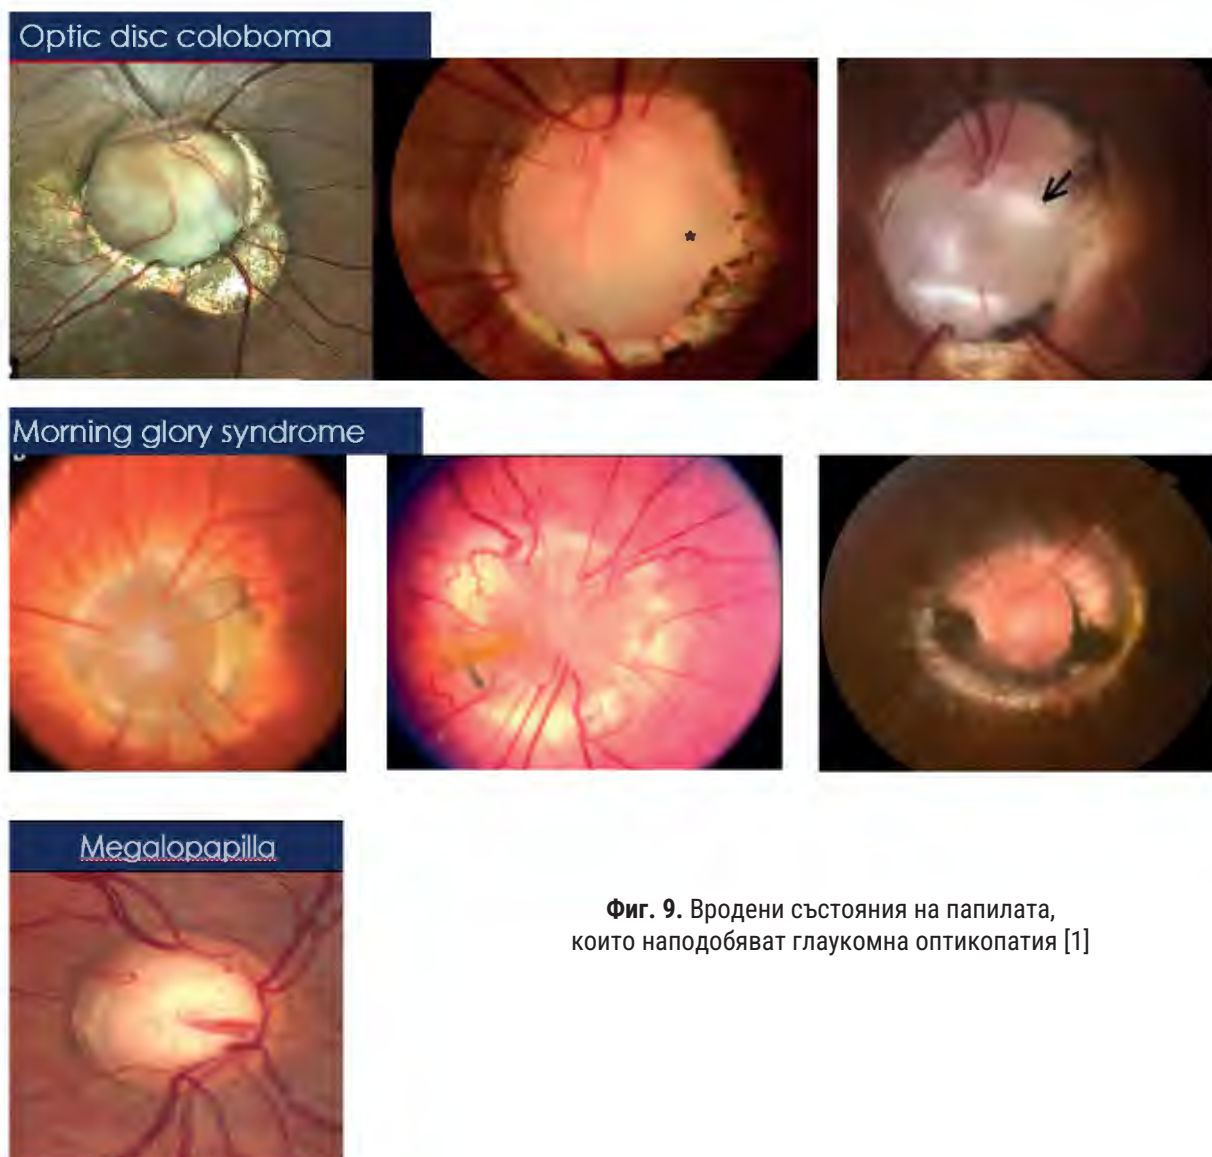 Optic disc coloboma
Morning glory syndrome
Megalopapilla
Фиг. 9. Вродени състояния на папилата,
които наподобяват глаукомна оптикопатия [1]